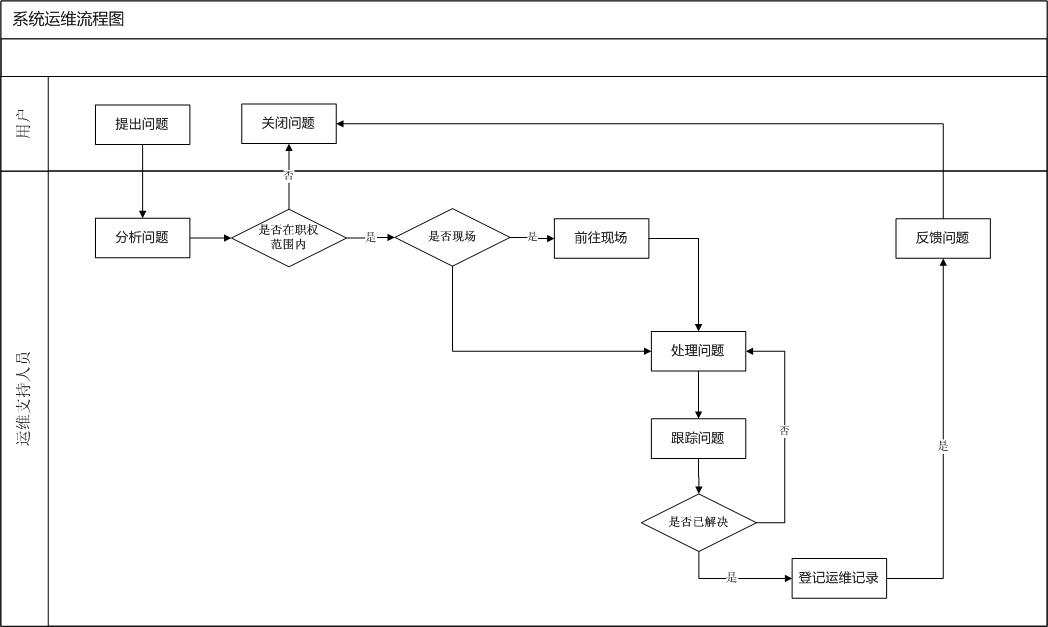 系统运维流程图
用户
提出问题
关闭问题
否
分析问题
是否在职权
范围内
是
是否现场
是
前往现场
反馈问题
运维支持人员
处理问题
否
跟踪问题
是
是否已解决
是
登记运维记录